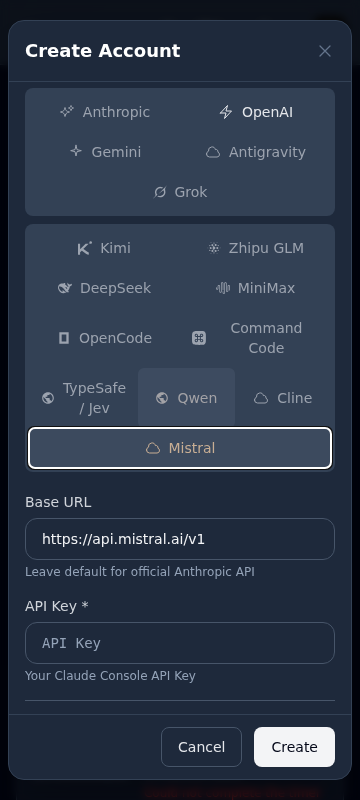 Create Account
Anthropic
OpenAI
Gemini
Antigravity
Grok
Kimi
Zhipu GLM
DeepSeek
MiniMax
OpenCode
Command
Code
TypeSafe
/ Jev
Qwen
Cline
Mistral
Base URL
https://api.mistral.ai/v1
Leave default for official Anthropic API
API Key *
API Key
Your Claude Console API Key
Cancel
Create